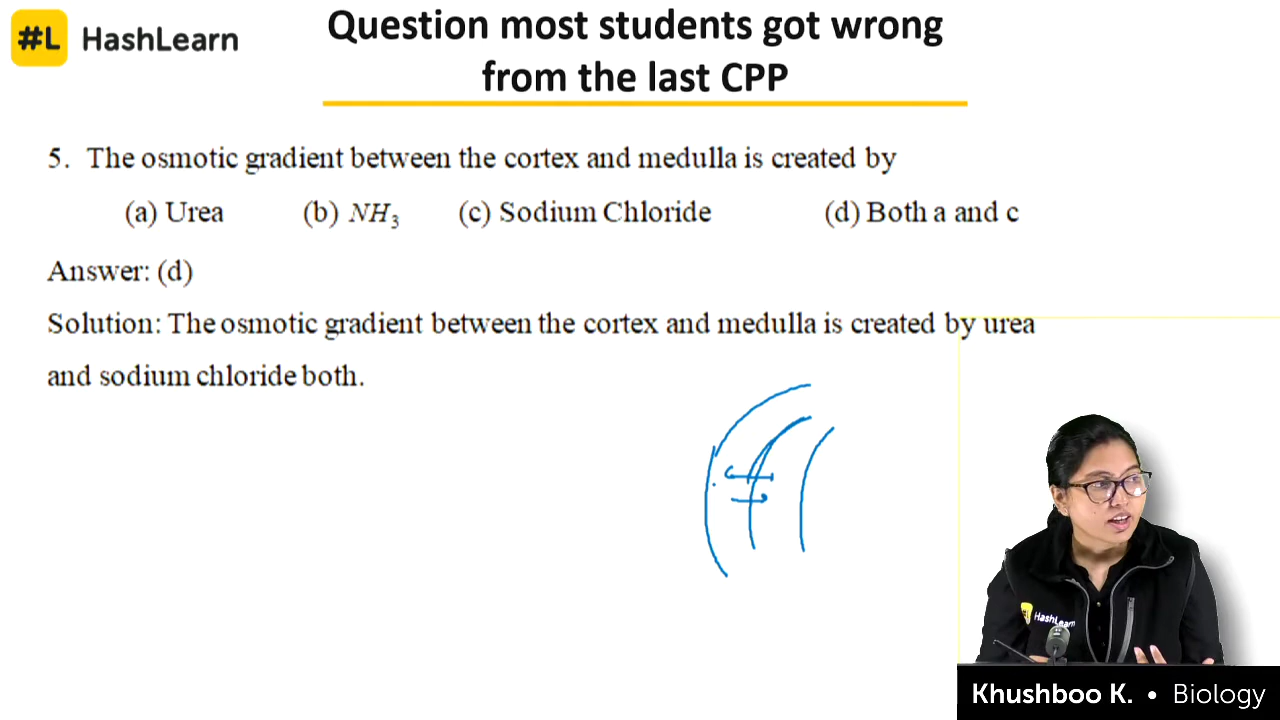 #L HashLearn
Question most students got wrong
from the last CPP
5. The osmotic gradient between the cortex and medulla is created by
(a) Urea (b) NH₃ (c) Sodium Chloride (d) Both a and c
Answer: (d)
Solution: The osmotic gradient between the cortex and medulla is created by urea
and sodium chloride both.
HashLearn
Khushboo K. • Biology